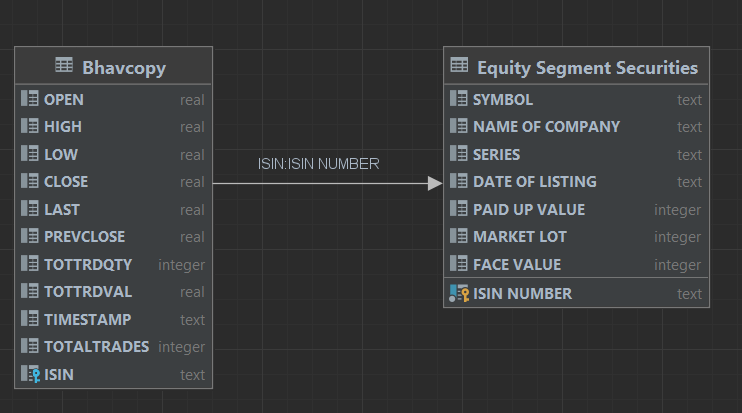 Bhavcopy
OPEN real
HIGH real
LOW real
CLOSE real
LAST real
PREVCLOSE real
TOTTRDQTY integer
TOTTRDVAL real
TIMESTAMP text
TOTALTRADES integer
ISIN text
ISIN:ISIN NUMBER
Equity Segment Securities
SYMBOL text
NAME OF COMPANY text
SERIES text
DATE OF LISTING text
PAID UP VALUE integer
MARKET LOT integer
FACE VALUE integer
ISIN NUMBER text